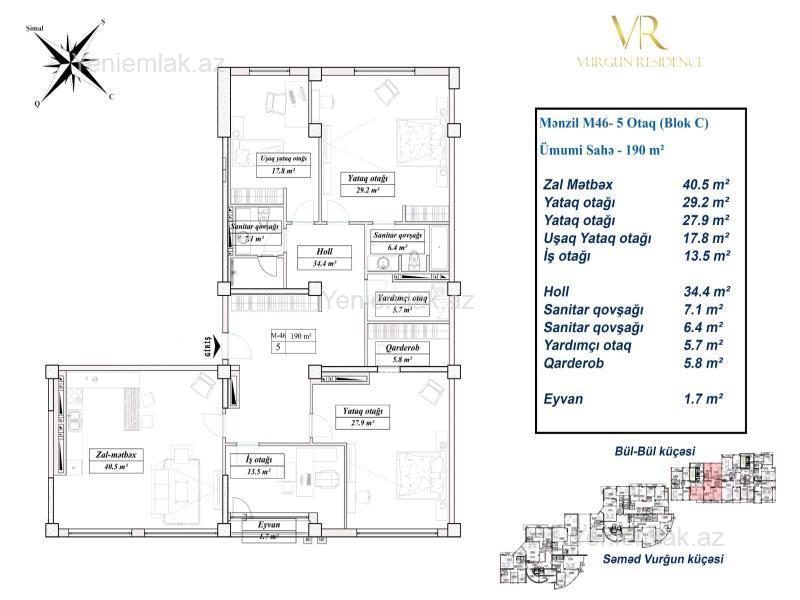 Şimal
S
Q
C
Yeniemlak.az
VR
VURGUN RESIDENCE
Mənzil M46- 5 Otaq (Blok C)
Ümumi Sahə - 190 m²
Zal Mətbəx 40.5 m²
Yataq otağı 29.2 m²
Yataq otağı 27.9 m²
Uşaq Yataq otağı 17.8 m²
İş otağı 13.5 m²
Holl 34.4 m²
Sanitar qovşağı 7.1 m²
Sanitar qovşağı 6.4 m²
Yardımçı otaq 5.7 m²
Qarderob 5.8 m²
Eyvan 1.7 m²
Uşaq yataq otağı
17.8 m²
Yataq otağı
29.2 m²
Sanitar qovşağı
7.1 m²
Holl
34.4 m²
Sanitar qovşağı
6.4 m²
Yardımçı otaq
5.7 m²
Yeniemlak.az
M-46 190 m²
5
GİRİŞ
Qarderob
5.8 m²
Yataq otağı
27.9 m²
Zal-mətbəx
40.5 m²
İş otağı
13.5 m²
Eyvan
1.7 m²
Bül-Bül küçəsi
Yeniemlak.az
Səməd Vurğun küçəsi